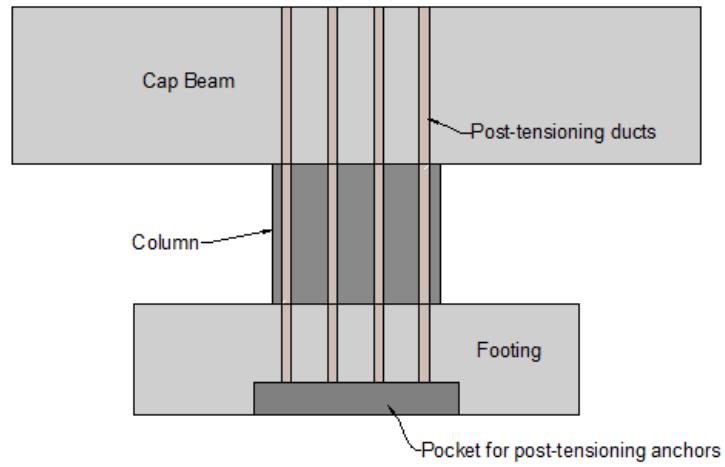 Cap Beam
Post-tensioning ducts
Column
Footing
Pocket for post-tensioning anchors